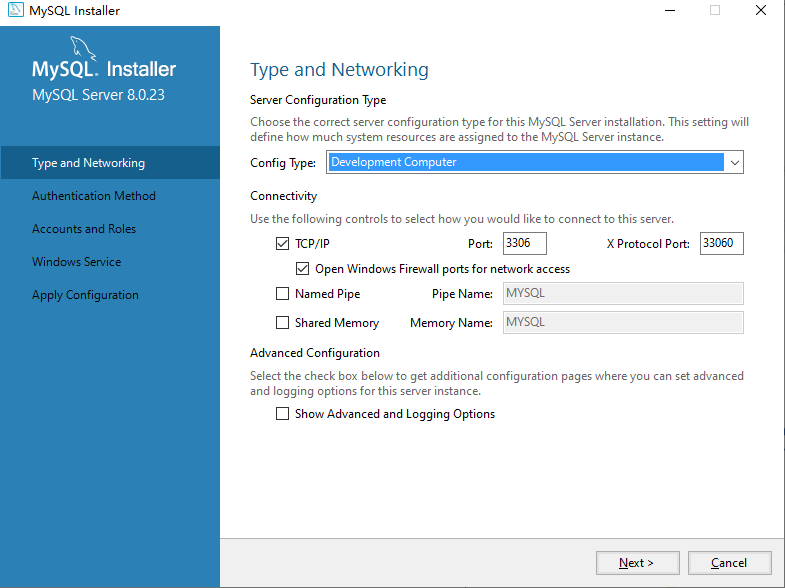 MySQL Installer
MySQL. Installer
MySQL Server 8.0.23
Type and Networking
Authentication Method
Accounts and Roles
Windows Service
Apply Configuration
Type and Networking
Server Configuration Type
Choose the correct server configuration type for this MySQL Server installation. This setting will
define how much system resources are assigned to the MySQL Server instance.
Config Type: Development Computer
Connectivity
Use the following controls to select how you would like to connect to this server.
TCP/IP Port: 3306 X Protocol Port: 33060
Open Windows Firewall ports for network access
Named Pipe Pipe Name: MYSQL
Shared Memory Memory Name: MYSQL
Advanced Configuration
Select the check box below to get additional configuration pages where you can set advanced
and logging options for this server instance.
Show Advanced and Logging Options
Next > Cancel